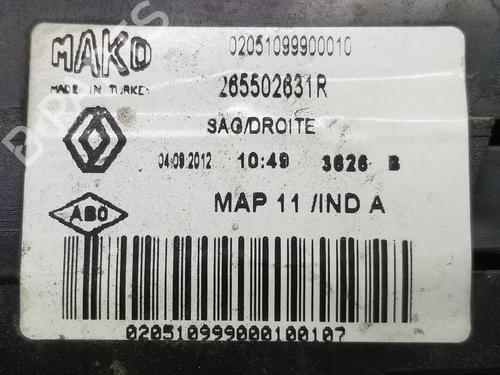 MAKO
MADE IN TURKEY
02051099900010
265502631R
SAG/DROITE
04.09.2012 10:49 3626 B
ABO
MAP 11 /IND A
020510999000100107
B-PARTS